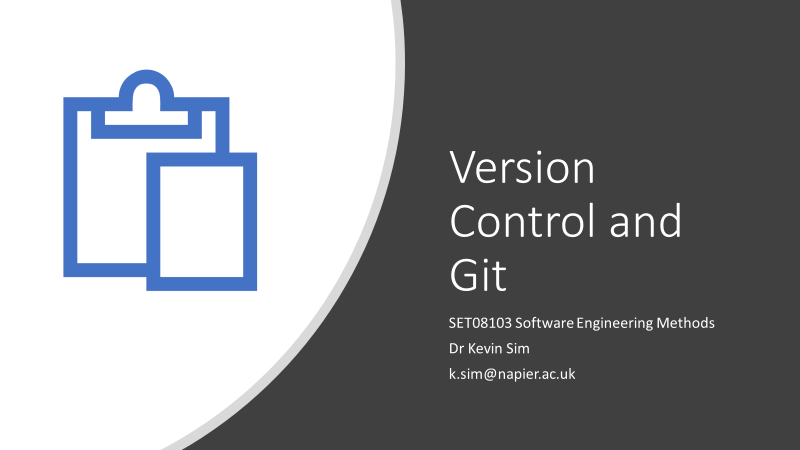 Version
Control and
Git
SET08103 Software Engineering Methods
Dr Kevin Sim
k.sim@napier.ac.uk